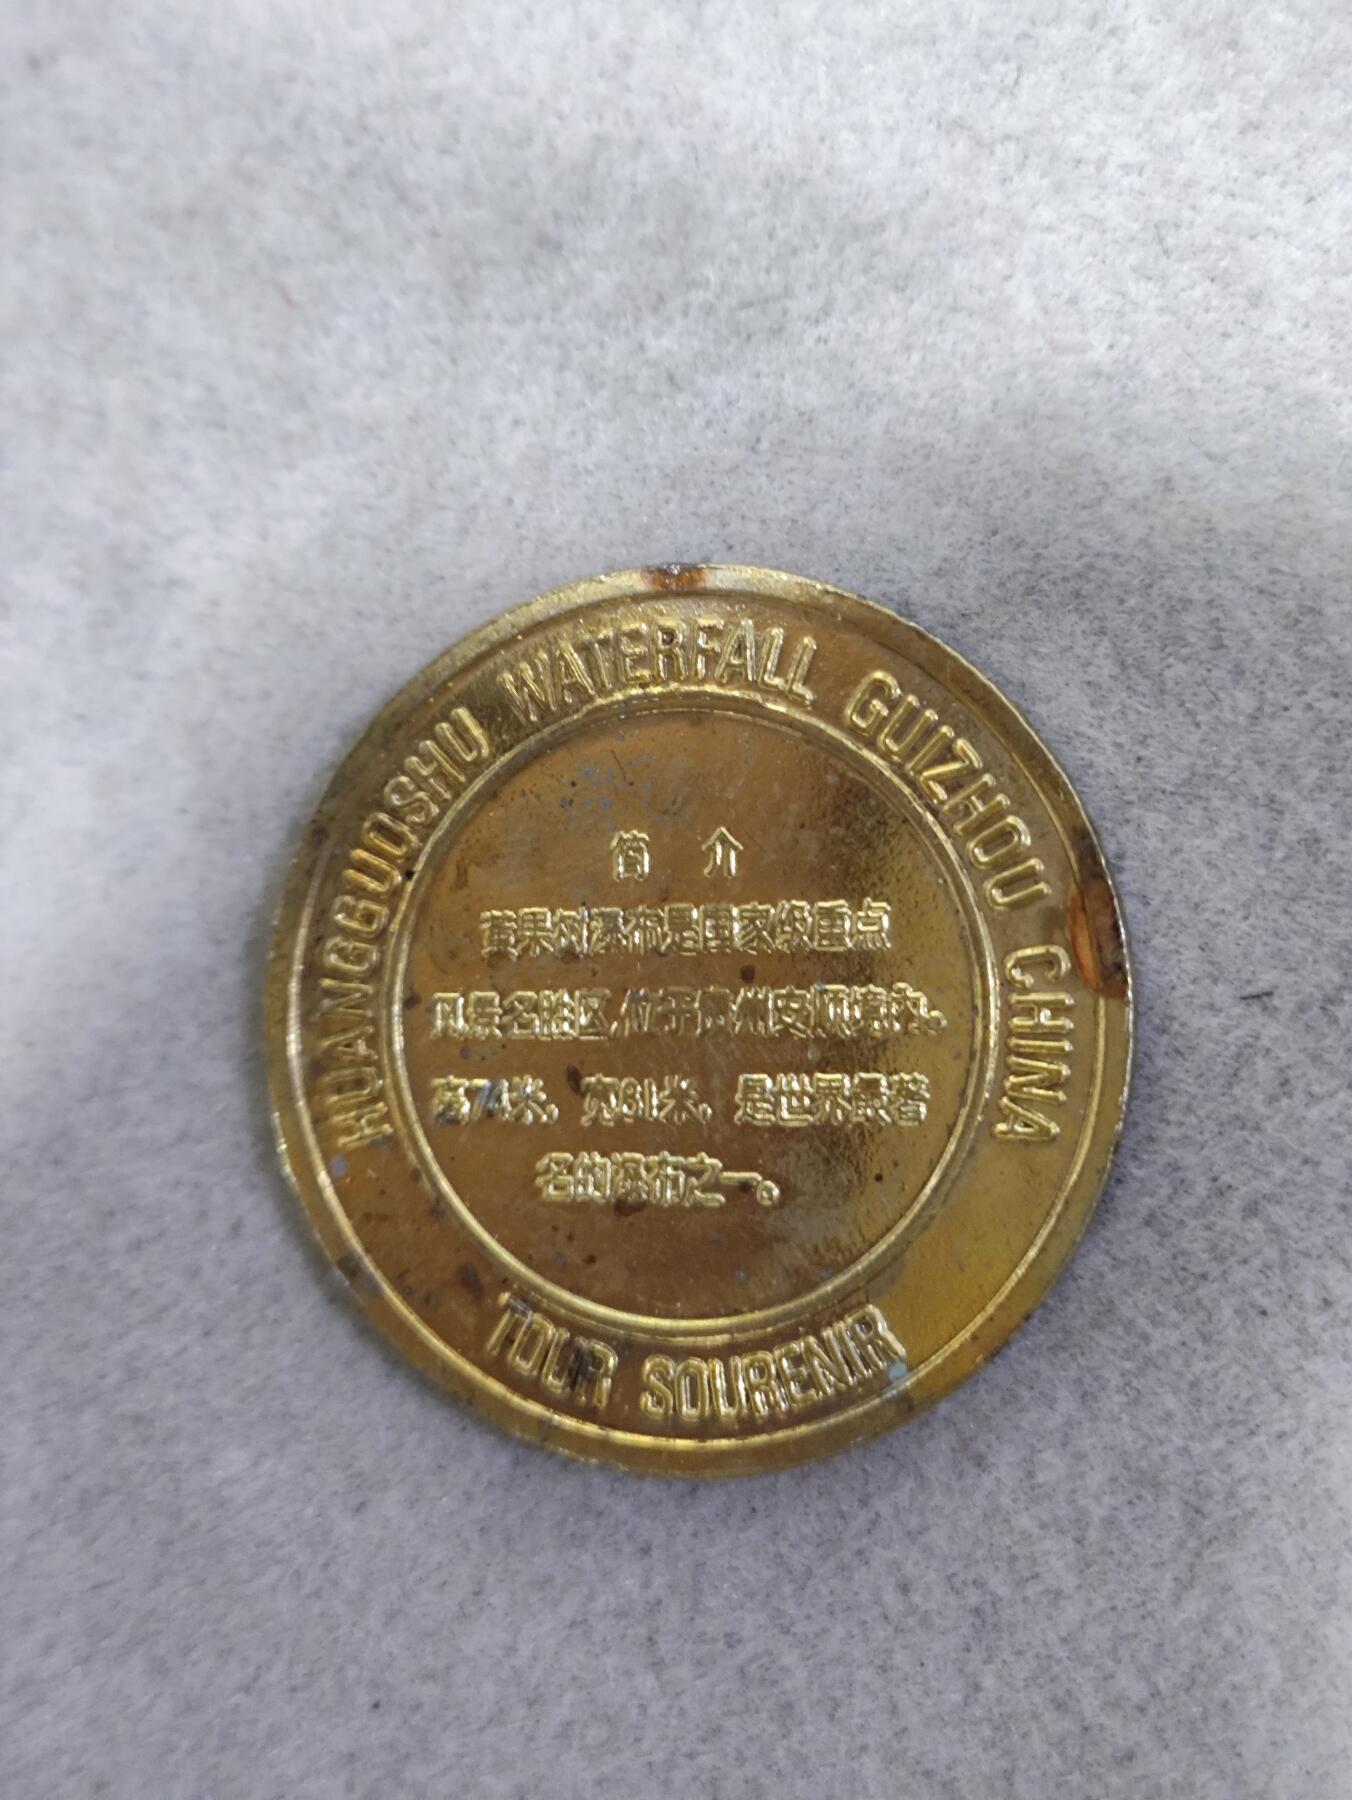 HUANGGUOSHU WATERFALL GUIZHOU CHINA
简 介
黄果树瀑布是国家级重点
风景名胜区,位于贵州安顺境内。
高74米,宽81米,是世界最著
名的瀑布之一。
TOUR SOURENIR